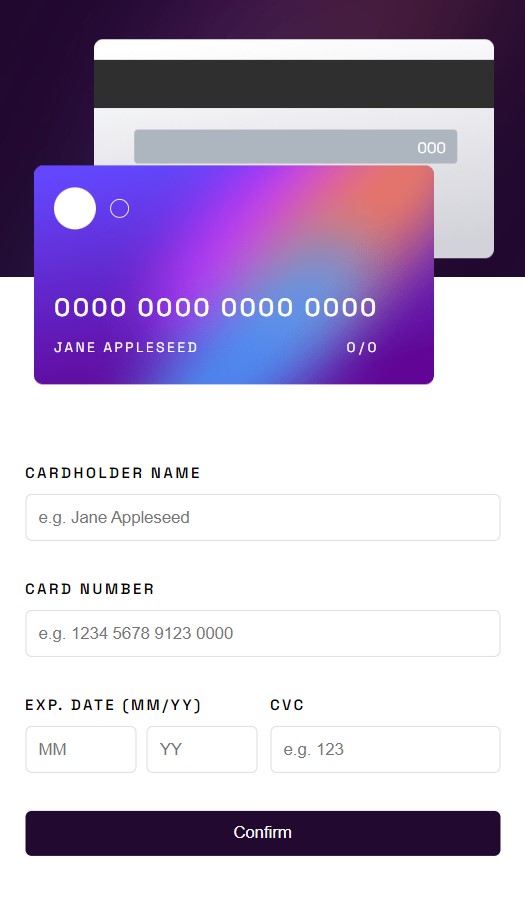 000
0000 0000 0000 0000
JANE APPLESEED 0/0
CARDHOLDER NAME
e.g. Jane Appleseed
CARD NUMBER
e.g. 1234 5678 9123 0000
EXP. DATE (MM/YY) CVC
MM YY e.g. 123
Confirm